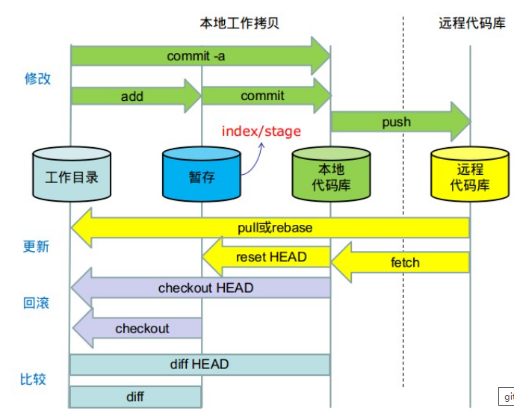 本地工作拷贝
远程代码库
修改
commit -a
add
commit
push
index/stage
工作目录
暂存
本地
代码库
远程
代码库
更新
pull或rebase
reset HEAD
fetch
回滚
checkout HEAD
checkout
比较
diff HEAD
diff